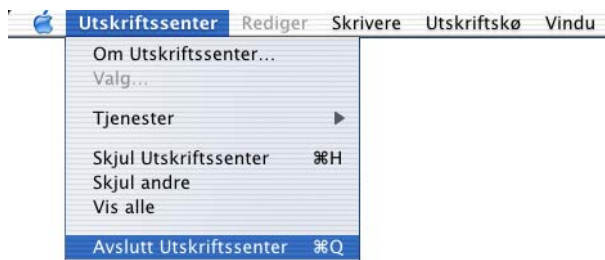 Utskriftssenter Rediger Skrivere Utskriftskø Vindu
Om Utskriftssenter...
Valg...
Tjenester
Skjul Utskriftssenter ⌘H
Skjul andre
Vis alle
Avslutt Utskriftssenter ⌘Q